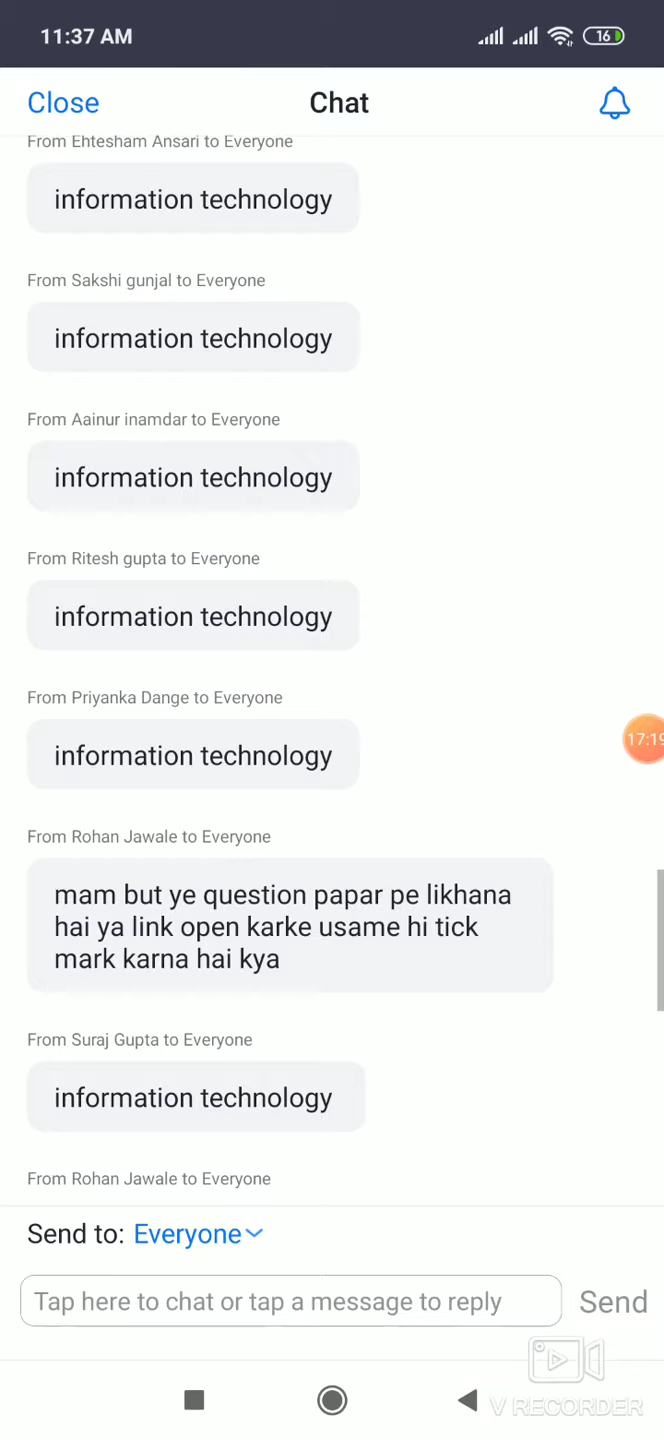 11:37 AM
16
Close
Chat
From Ehtesham Ansari to Everyone
information technology
From Sakshi gunjal to Everyone
information technology
From Aainur inamdar to Everyone
information technology
From Ritesh gupta to Everyone
information technology
From Priyanka Dange to Everyone
information technology
17:19
From Rohan Jawale to Everyone
mam but ye question papar pe likhana
hai ya link open karke usame hi tick
mark karna hai kya
From Suraj Gupta to Everyone
information technology
From Rohan Jawale to Everyone
Send to: Everyone
Tap here to chat or tap a message to reply
Send
V RECORDER